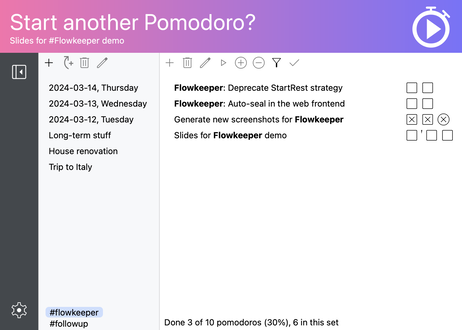 Start another Pomodoro?
Slides for #Flowkeeper demo
2024-03-14, Thursday
2024-03-13, Wednesday
2024-03-12, Tuesday
Long-term stuff
House renovation
Trip to Italy
#flowkeeper
#followup
Flowkeeper: Deprecate StartRest strategy
Flowkeeper: Auto-seal in the web frontend
Generate new screenshots for Flowkeeper
Slides for Flowkeeper demo
Done 3 of 10 pomodoros (30%), 6 in this set